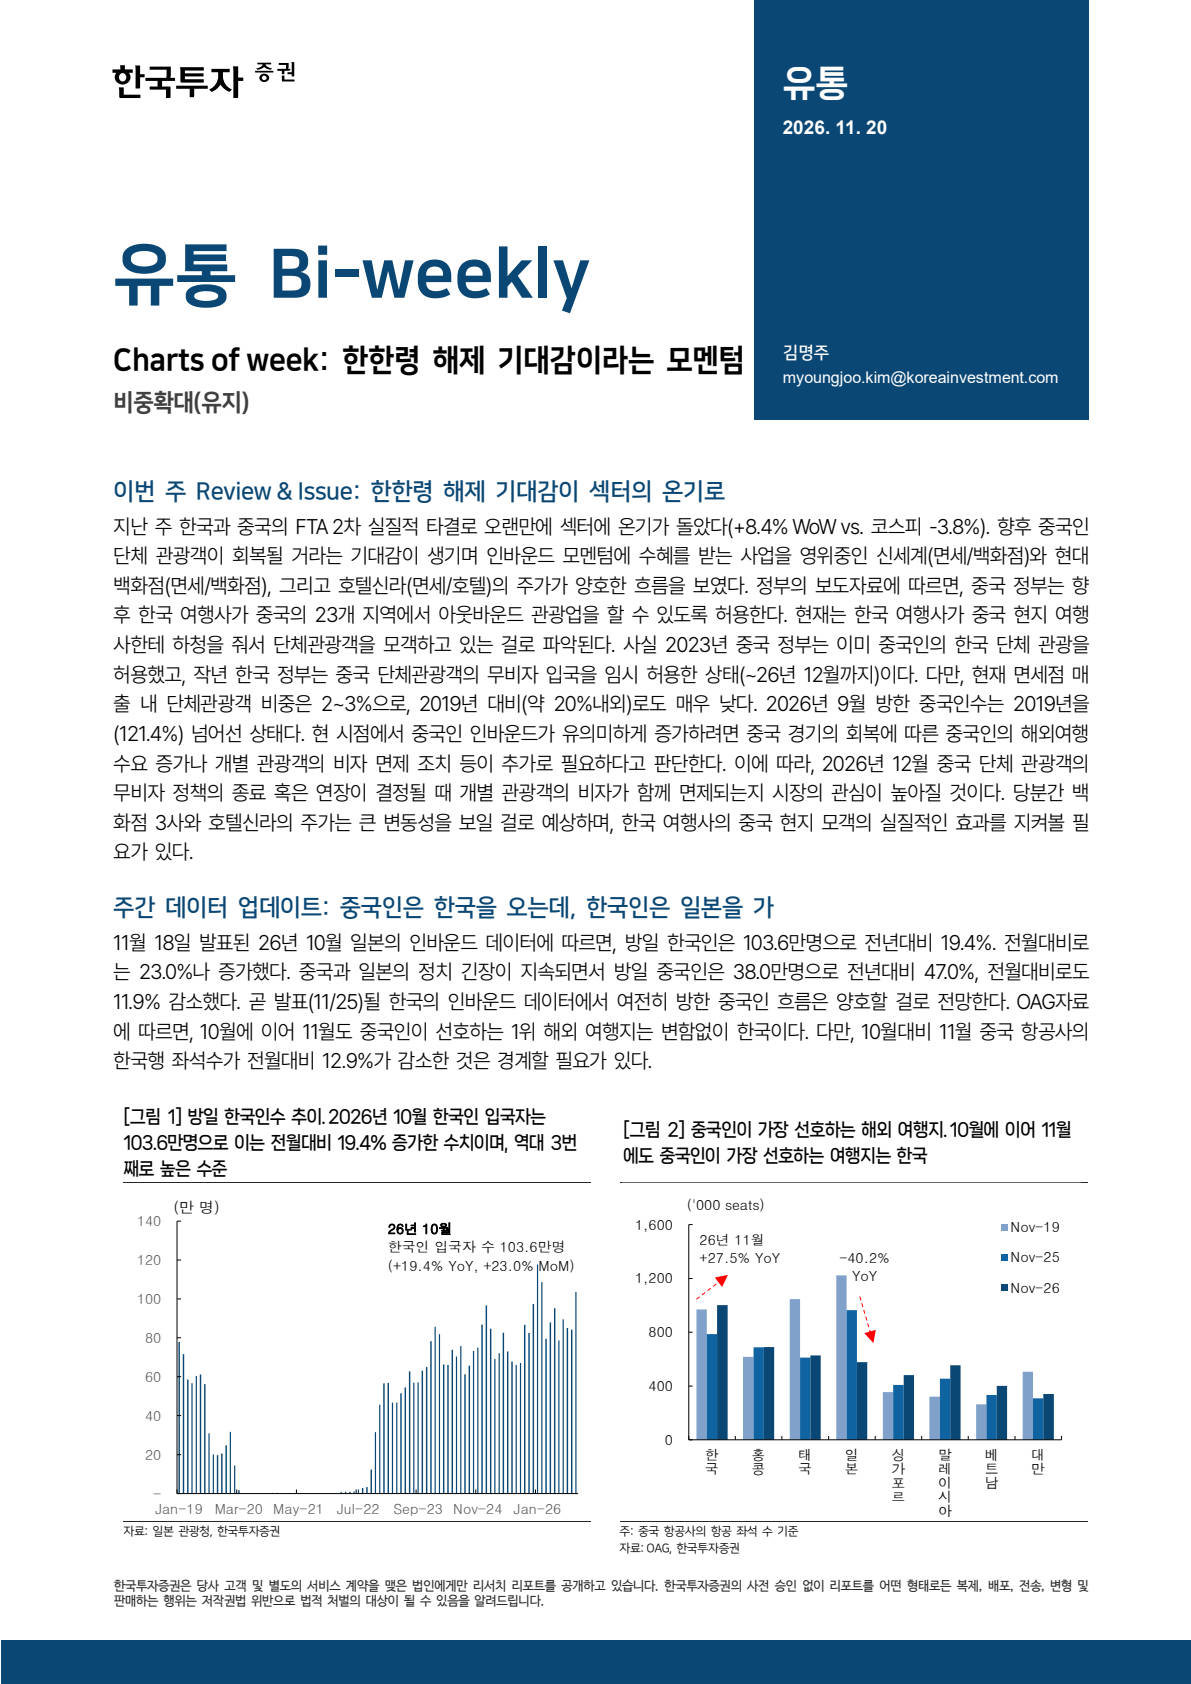 한국투자 증권
유통
2026. 11. 20
유통 Bi-weekly
Charts of week: 한한령 해제 기대감이라는 모멘텀
비중확대(유지)
김명주
myoungjoo.kim@koreainvestment.com
이번 주 Review & Issue: 한한령 해제 기대감이 섹터의 온기로
지난 주 한국과 중국의 FTA 2차 실질적 타결로 오랜만에 섹터에 온기가 돌았다(+8.4% WoW vs. 코스피 -3.8%). 향후 중국인
단체 관광객이 회복될 거라는 기대감이 생기며 인바운드 모멘텀에 수혜를 받는 사업을 영위중인 신세계(면세/백화점)와 현대
백화점(면세/백화점), 그리고 호텔신라(면세/호텔)의 주가가 양호한 흐름을 보였다. 정부의 보도자료에 따르면, 중국 정부는 향
후 한국 여행사가 중국의 23개 지역에서 아웃바운드 관광업을 할 수 있도록 허용한다. 현재는 한국 여행사가 중국 현지 여행
사한테 하청을 줘서 단체관광객을 모객하고 있는 걸로 파악된다. 사실 2023년 중국 정부는 이미 중국인의 한국 단체 관광을
허용했고, 작년 한국 정부는 중국 단체관광객의 무비자 입국을 임시 허용한 상태(~26년 12월까지)이다. 다만, 현재 면세점 매
출 내 단체관광객 비중은 2~3%으로, 2019년 대비(약 20%내외)로도 매우 낮다. 2026년 9월 방한 중국인수는 2019년을
(121.4%) 넘어선 상태다. 현 시점에서 중국인 인바운드가 유의미하게 증가하려면 중국 경기의 회복에 따른 중국인의 해외여행
수요 증가나 개별 관광객의 비자 면제 조치 등이 추가로 필요하다고 판단한다. 이에 따라, 2026년 12월 중국 단체 관광객의
무비자 정책의 종료 혹은 연장이 결정될 때 개별 관광객의 비자가 함께 면제되는지 시장의 관심이 높아질 것이다. 당분간 백
화점 3사와 호텔신라의 주가는 큰 변동성을 보일 걸로 예상하며, 한국 여행사의 중국 현지 모객의 실질적인 효과를 지켜볼 필
요가 있다.
주간 데이터 업데이트: 중국인은 한국을 오는데, 한국인은 일본을 가
11월 18일 발표된 26년 10월 일본의 인바운드 데이터에 따르면, 방일 한국인은 103.6만명으로 전년대비 19.4%. 전월대비로
는 23.0%나 증가했다. 중국과 일본의 정치 긴장이 지속되면서 방일 중국인은 38.0만명으로 전년대비 47.0%, 전월대비로도
11.9% 감소했다. 곧 발표(11/25)될 한국의 인바운드 데이터에서 여전히 방한 중국인 흐름은 양호할 걸로 전망한다. OAG자료
에 따르면, 10월에 이어 11월도 중국인이 선호하는 1위 해외 여행지는 변함없이 한국이다. 다만, 10월대비 11월 중국 항공사의
한국행 좌석수가 전월대비 12.9%가 감소한 것은 경계할 필요가 있다.
[그림 1] 방일 한국인수 추이. 2026년 10월 한국인 입국자는
103.6만명으로 이는 전월대비 19.4% 증가한 수치이며, 역대 3번
째로 높은 수준
(만 명)
140
120
100
80
60
40
20
–
26년 10월
한국인 입국자 수 103.6만명
(+19.4% YoY, +23.0% MoM)
Jan-19 Mar-20 May-21 Jul-22 Sep-23 Nov-24 Jan-26
자료: 일본 관광청, 한국투자증권
[그림 2] 중국인이 가장 선호하는 해외 여행지. 10월에 이어 11월
에도 중국인이 가장 선호하는 여행지는 한국
('000 seats)
1,600
1,200
800
400
0
26년 11월
+27.5% YoY
-40.2%
YoY
Nov-19
Nov-25
Nov-26
한국 홍콩 태국 일본 싱가포르 말레이시아 베트남 대만
주: 중국 항공사의 항공 좌석 수 기준
자료: OAG, 한국투자증권
한국투자증권은 당사 고객 및 별도의 서비스 계약을 맺은 법인에게만 리서치 리포트를 공개하고 있습니다. 한국투자증권의 사전 승인 없이 리포트를 어떤 형태로든 복제, 배포, 전송, 변형 및
판매하는 행위는 저작권법 위반으로 법적 처벌의 대상이 될 수 있음을 알려드립니다.